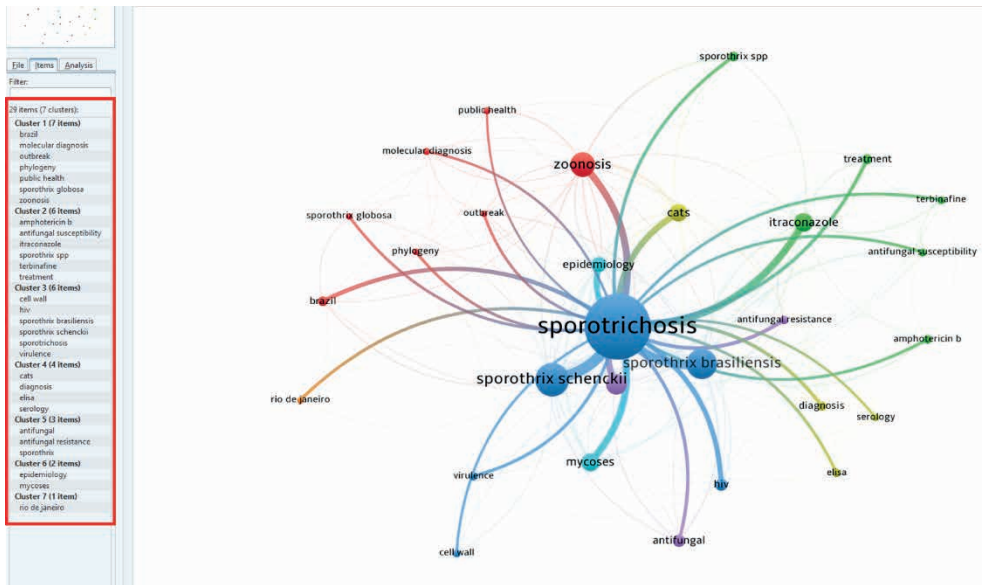 File Items Analysis
Filter:
29 items (7 clusters):
Cluster 1 (7 items)
brazil
molecular diagnosis
outbreak
phylogeny
public health
sporothrix globosa
zoonosis
Cluster 2 (6 items)
amphotericin b
antifungal susceptibility
itraconazole
sporothrix spp
terbinafine
treatment
Cluster 3 (6 items)
cell wall
hiv
sporothrix brasiliensis
sporothrix schenckii
sporotrichosis
virulence
Cluster 4 (4 items)
cats
diagnosis
elisa
serology
Cluster 5 (3 items)
antifungal
antifungal resistance
sporothrix
Cluster 6 (2 items)
epidemiology
mycoses
Cluster 7 (1 item)
rio de janeiro
sporothrix spp
public health
molecular diagnosis
zoonosis
treatment
terbinafine
sporothrix globosa
outbreak
cats
itraconazole
phylogeny
epidemiology
antifungal susceptibility
brazil
sporotrichosis
antifungal resistance
amphotericin b
sporothrix brasiliensis
sporothrix schenckii
rio de janeiro
diagnosis
serology
mycoses
virulence
hiv
elisa
antifungal
cell wall